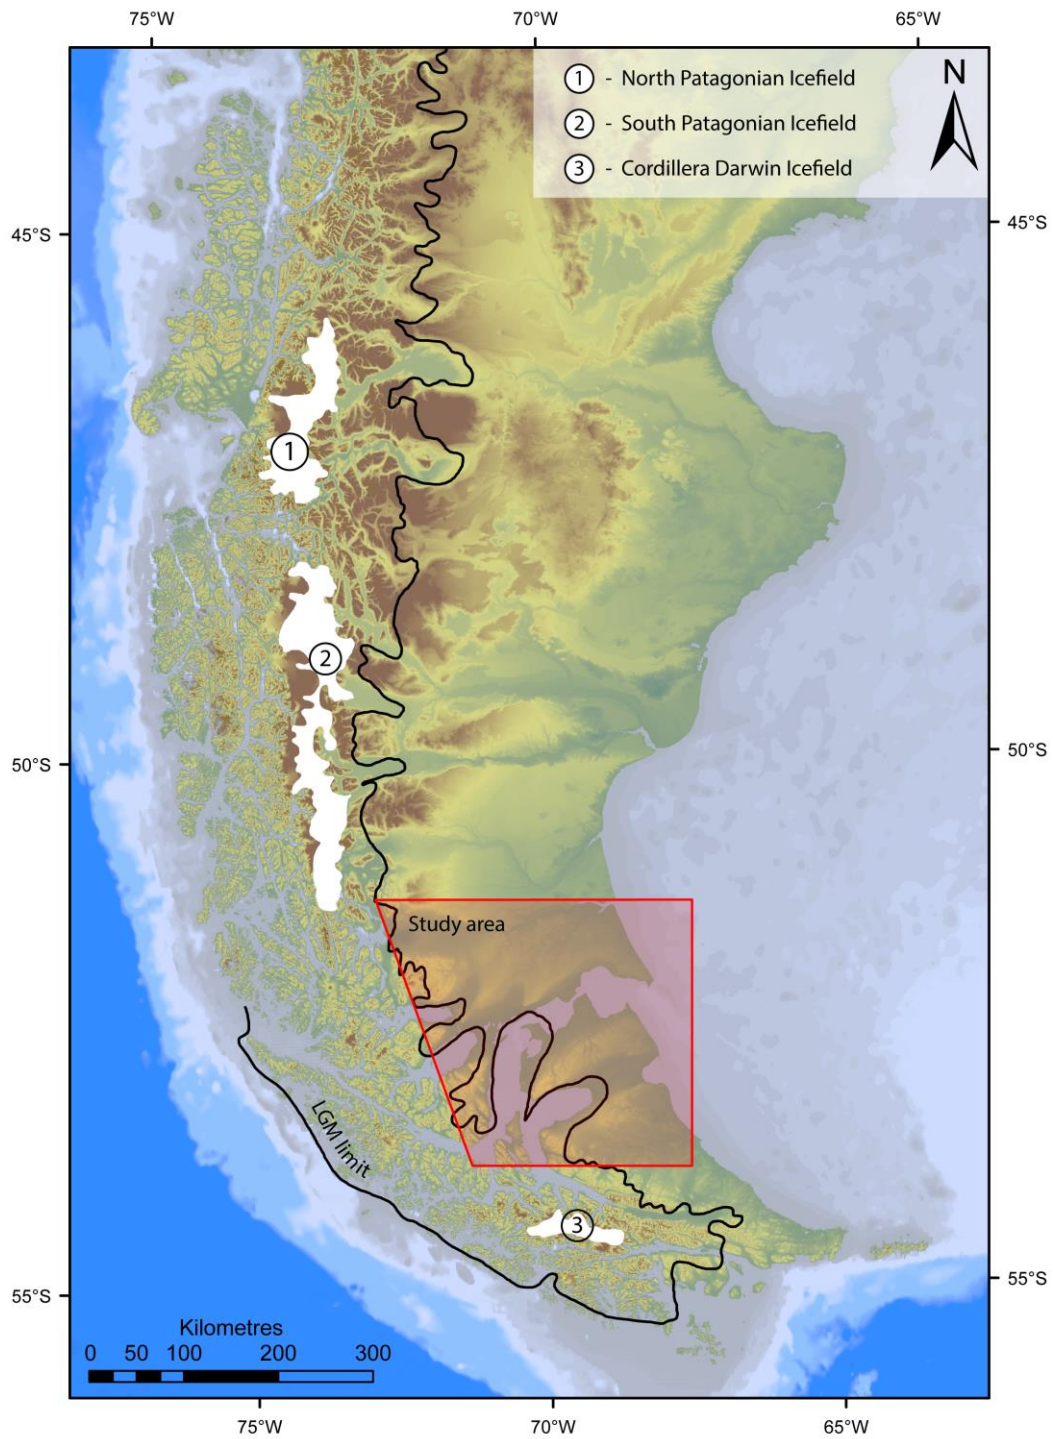 75°W 70°W 65°W
1 - North Patagonian Icefield
2 - South Patagonian Icefield
3 - Cordillera Darwin Icefield
N
45°S 45°S
1
2
50°S 50°S
Study area
LGM limit
3
55°S 55°S
Kilometres
0 50 100 200 300
75°W 70°W 65°W